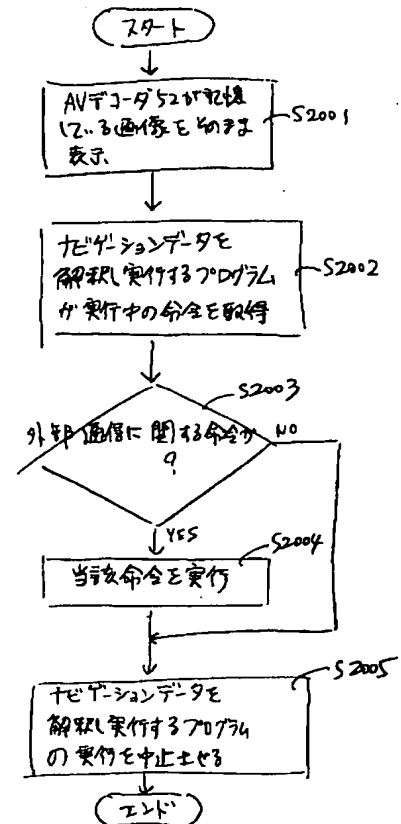 スタート
AVデコーダ52が記憶
している画像をそのまま
表示
S2001
ナビゲーションデータを
解釈し実行するプログラム
が実行中の命令を取得
S2002
S2003
外部通信に関する命令か
?
NO
YES
S2004
当該命令を実行
S2005
ナビゲーションデータを
解釈し実行するプログラム
の実行を中止させる
エンド